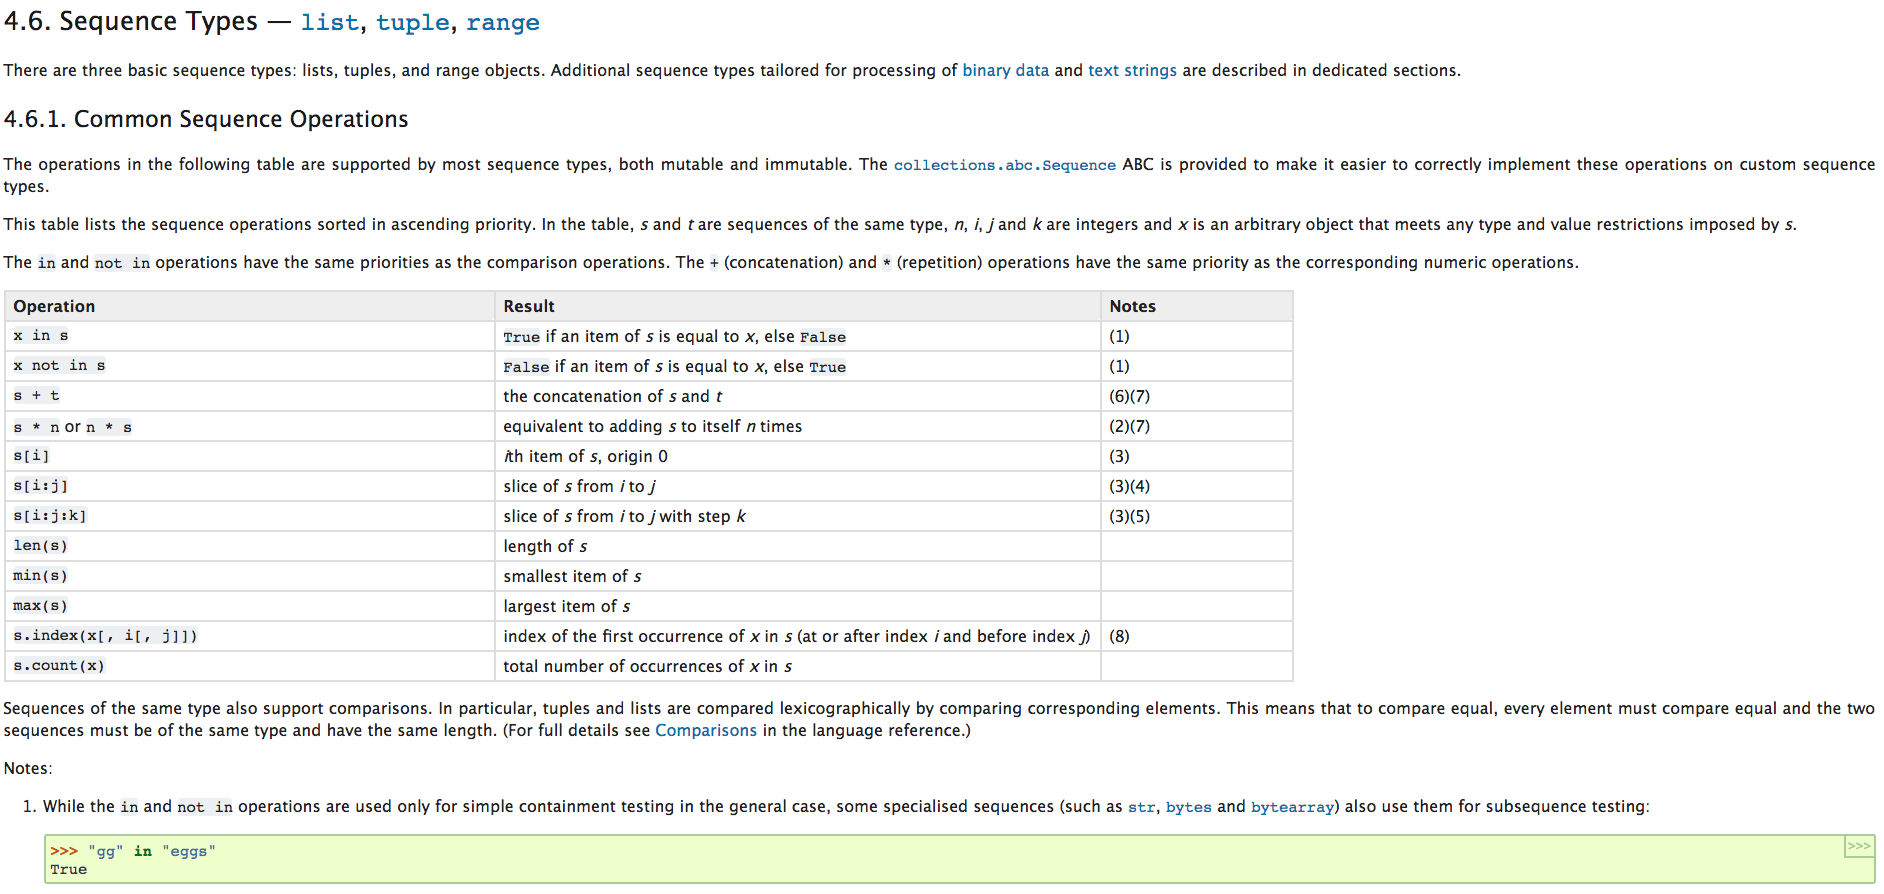 4.6. Sequence Types — list, tuple, range
There are three basic sequence types: lists, tuples, and range objects. Additional sequence types tailored for processing of binary data and text strings are described in dedicated sections.
4.6.1. Common Sequence Operations
The operations in the following table are supported by most sequence types, both mutable and immutable. The collections.abc.Sequence ABC is provided to make it easier to correctly implement these operations on custom sequence
types.
This table lists the sequence operations sorted in ascending priority. In the table, s and t are sequences of the same type, n, i, j and k are integers and x is an arbitrary object that meets any type and value restrictions imposed by s.
The in and not in operations have the same priorities as the comparison operations. The + (concatenation) and * (repetition) operations have the same priority as the corresponding numeric operations.
Operation Result Notes
x in s True if an item of s is equal to x, else False (1)
x not in s False if an item of s is equal to x, else True (1)
s + t the concatenation of s and t (6)(7)
s * n or n * s equivalent to adding s to itself n times (2)(7)
s[i] ith item of s, origin 0 (3)
s[i:j] slice of s from i to j (3)(4)
s[i:j:k] slice of s from i to j with step k (3)(5)
len(s) length of s
min(s) smallest item of s
max(s) largest item of s
s.index(x[, i[, j]]) index of the first occurrence of x in s (at or after index i and before index j) (8)
s.count(x) total number of occurrences of x in s
Sequences of the same type also support comparisons. In particular, tuples and lists are compared lexicographically by comparing corresponding elements. This means that to compare equal, every element must compare equal and the two
sequences must be of the same type and have the same length. (For full details see Comparisons in the language reference.)
Notes:
1. While the in and not in operations are used only for simple containment testing in the general case, some specialised sequences (such as str, bytes and bytearray) also use them for subsequence testing:
>>> "gg" in "eggs" >>>
True